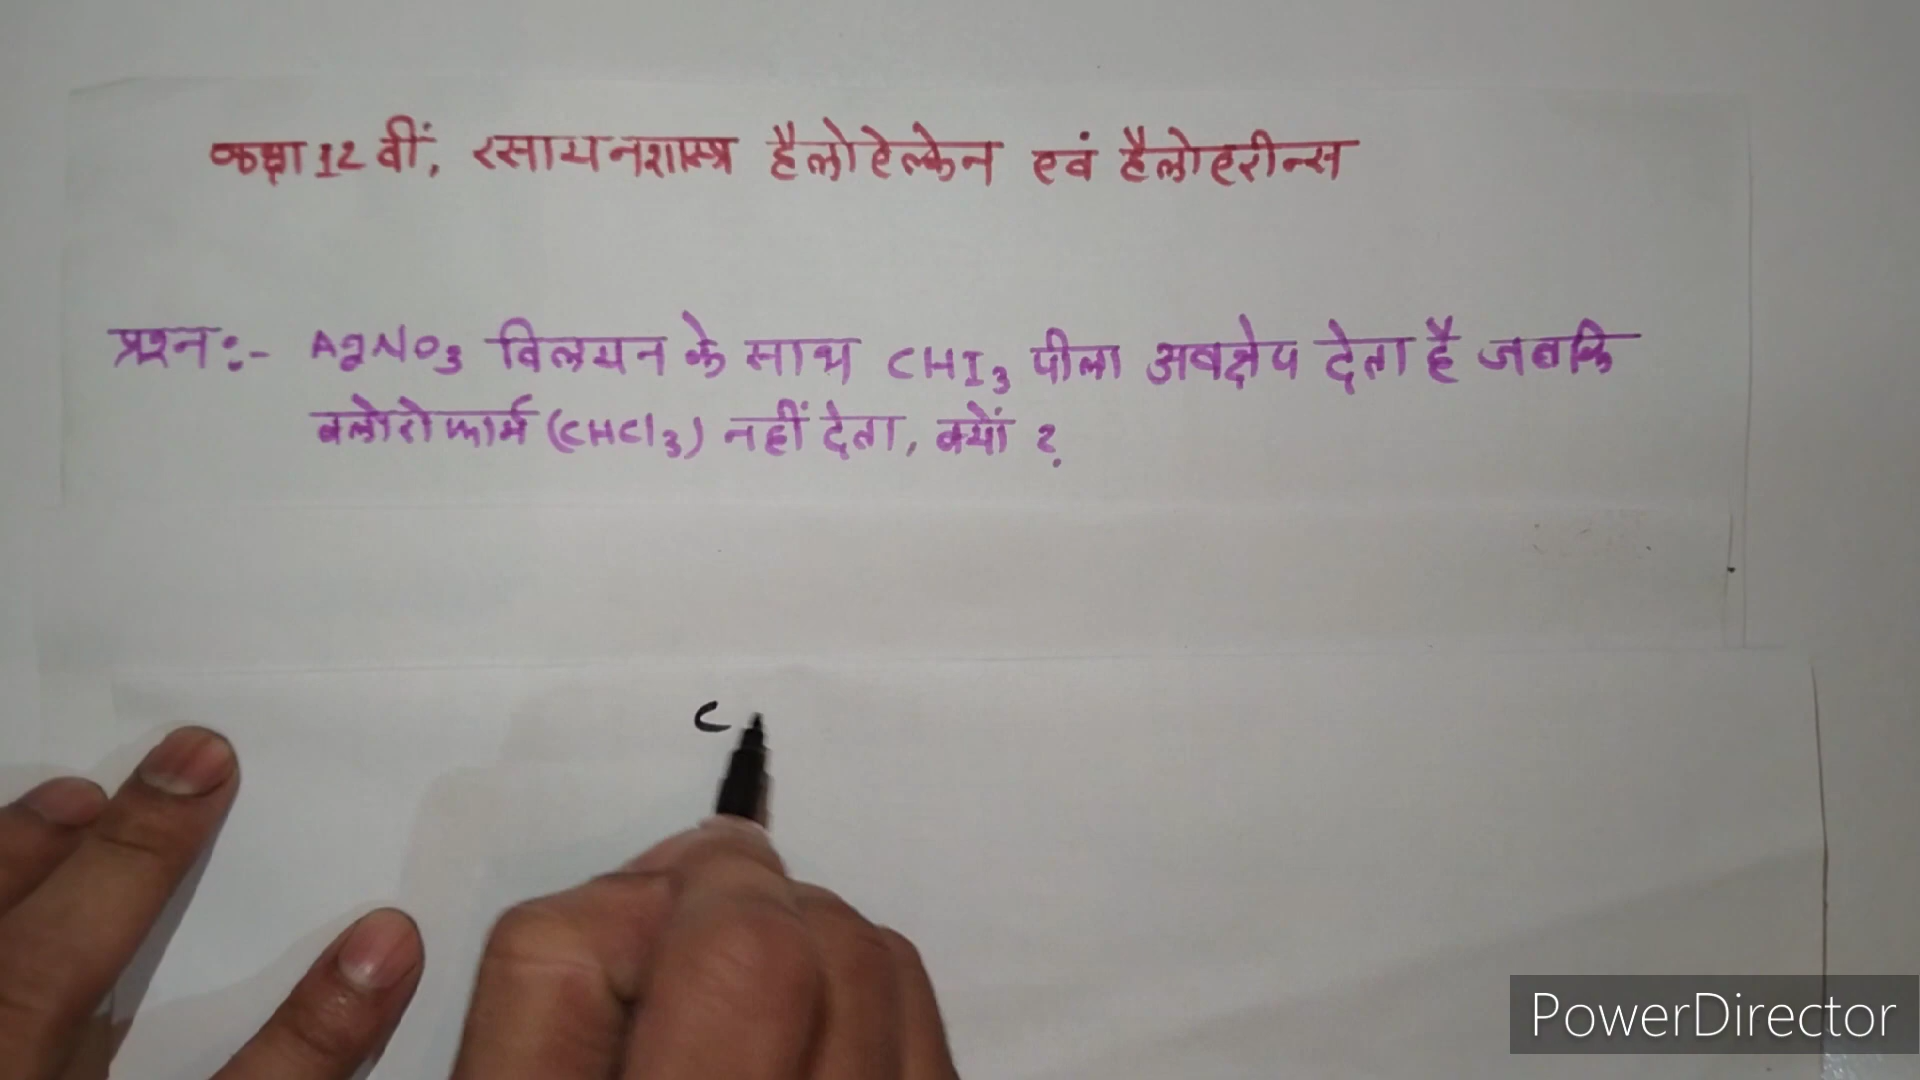 कक्षा 12 वीं, रसायनशास्त्र हैलोऐल्केन एवं हैलोएरीन्स
प्रश्न:- AgNO3 विलयन के साथ CHI3 पीला अवक्षेप देता है जबकि
क्लोरोफार्म (CHCl3) नहीं देता, क्यों ?
C
PowerDirector